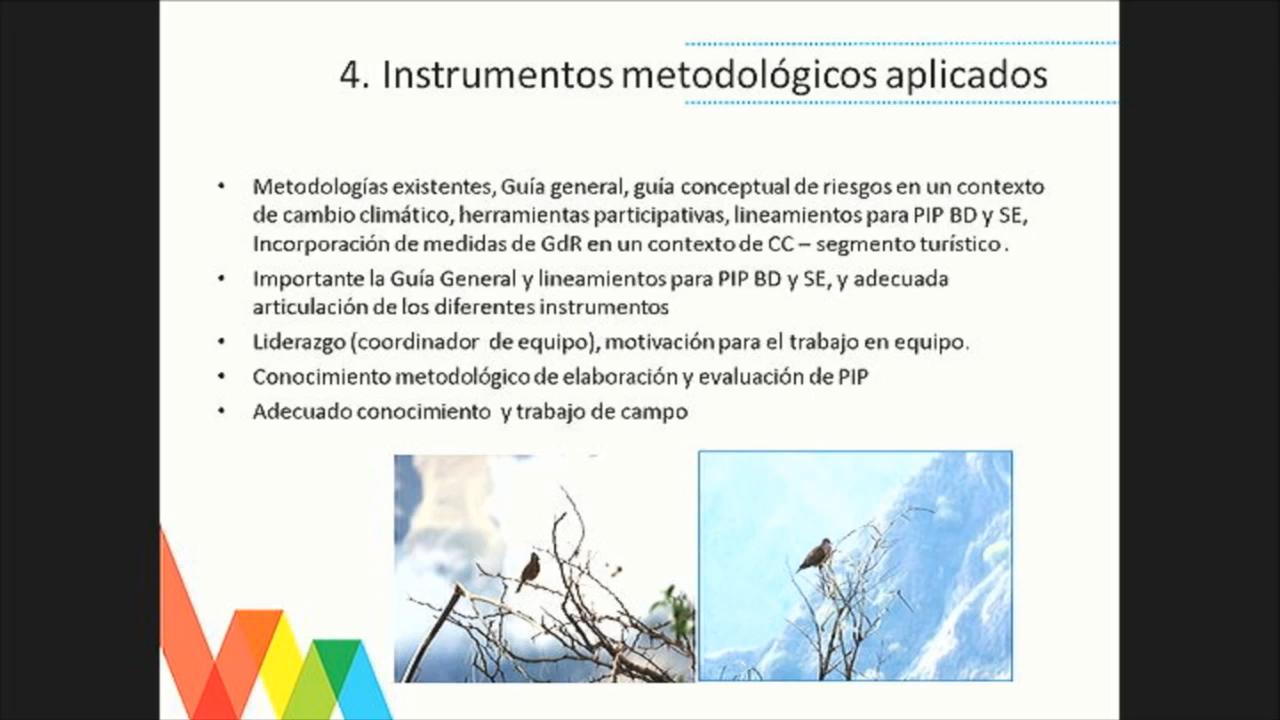 4. Instrumentos metodológicos aplicados
• Metodologías existentes, Guía general, guía conceptual de riesgos en un contexto
de cambio climático, herramientas participativas, lineamientos para PIP BD y SE,
Incorporación de medidas de GdR en un contexto de CC – segmento turístico.
• Importante la Guía General y lineamientos para PIP BD y SE, y adecuada
articulación de los diferentes instrumentos
• Liderazgo (coordinador de equipo), motivación para el trabajo en equipo.
• Conocimiento metodológico de elaboración y evaluación de PIP
• Adecuado conocimiento y trabajo de campo